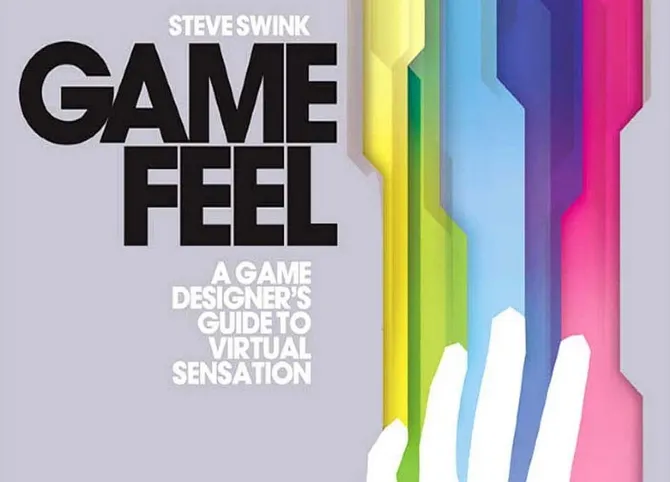 STEVE SWINK
GAME
FEEL
A GAME
DESIGNER'S
GUIDE TO
VIRTUAL
SENSATION